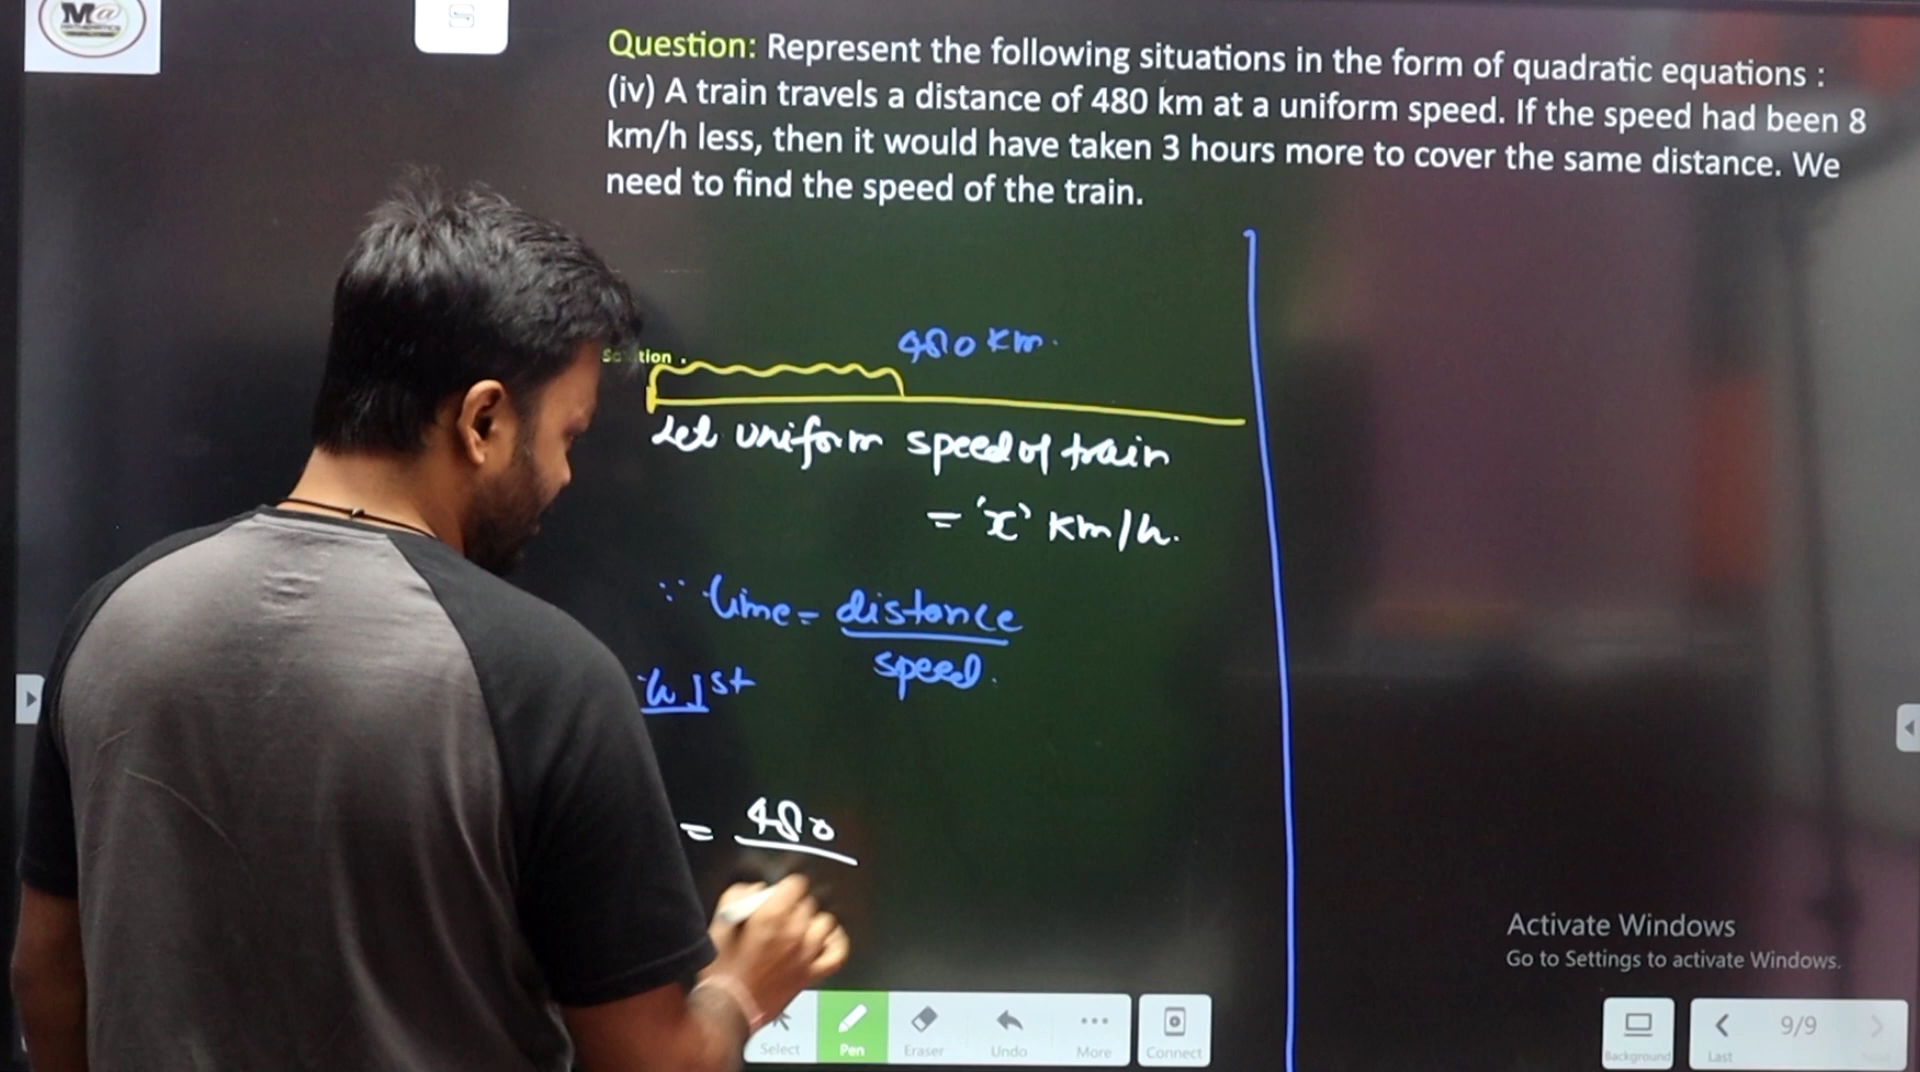 M@
Question: Represent the following situations in the form of quadratic equations :
(iv) A train travels a distance of 480 km at a uniform speed. If the speed had been 8
km/h less, then it would have taken 3 hours more to cover the same distance. We
need to find the speed of the train.
480 km.
Let uniform speed of train
= 'x' km/h.
∵ time = distance
speed.
1st
= 480
Activate Windows
Go to Settings to activate Windows.
Select Pen Eraser Undo More Connect
Background Last 9/9